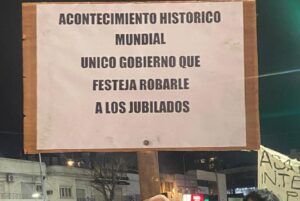 ACONTECIMIENTO HISTORICO
MUNDIAL
UNICO GOBIERNO QUE
FESTEJA ROBARLE
A LOS JUBILADOS